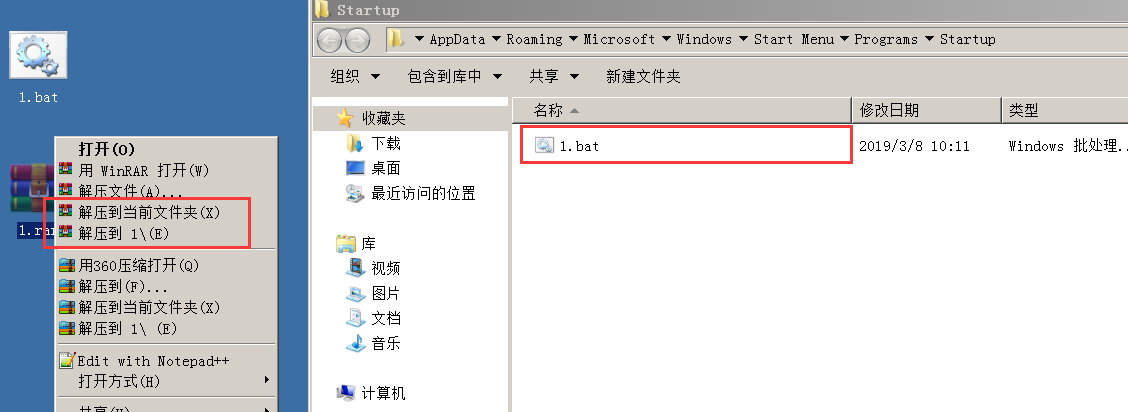 1.bat
1.rar
打开(O)
用 WinRAR 打开(W)
解压文件(A)...
解压到当前文件夹(X)
解压到 1\(E)
用360压缩打开(Q)
解压到(F)...
解压到当前文件夹(X)
解压到 1\ (E)
Edit with Notepad++
打开方式(H)
Startup
AppData Roaming Microsoft Windows Start Menu Programs Startup
组织 包含到库中 共享 新建文件夹
收藏夹
下载
桌面
最近访问的位置
库
视频
图片
文档
音乐
计算机
名称 修改日期 类型
1.bat 2019/3/8 10:11 Windows 批处理..